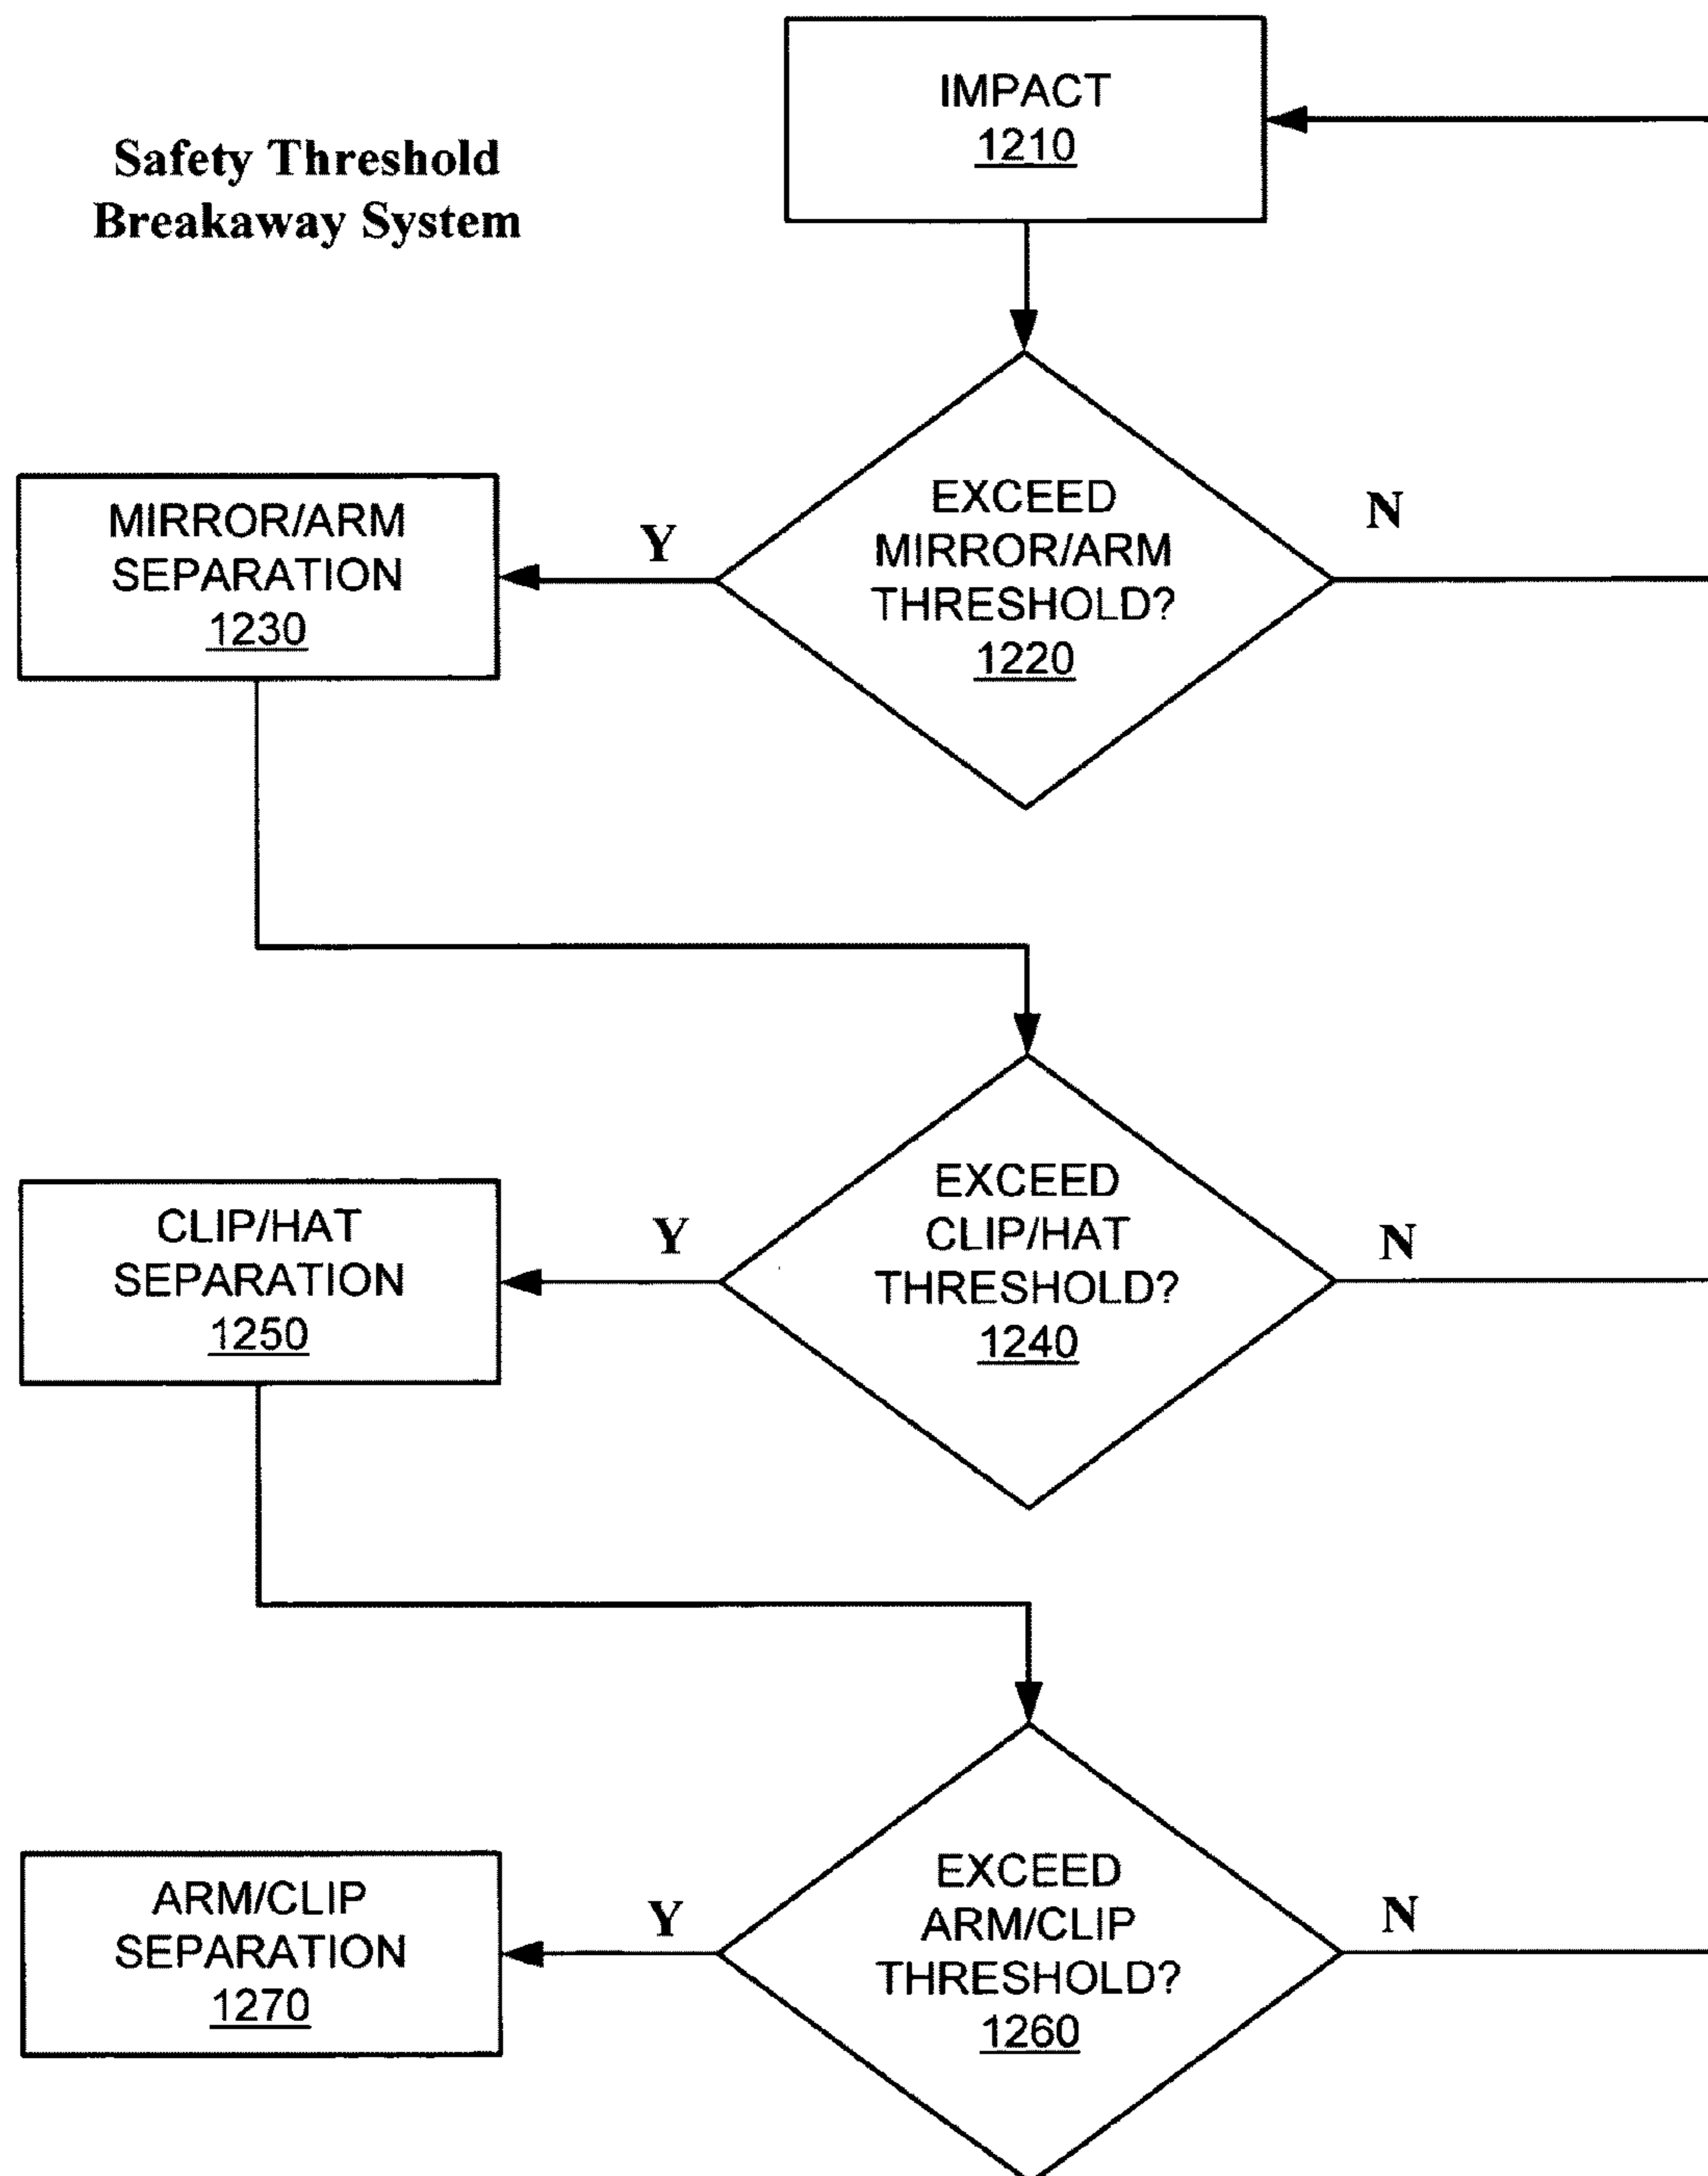 Safety Threshold
Breakaway System
IMPACT
1210
EXCEED
MIRROR/ARM
THRESHOLD?
1220
Y
N
MIRROR/ARM
SEPARATION
1230
EXCEED
CLIP/HAT
THRESHOLD?
1240
Y
N
CLIP/HAT
SEPARATION
1250
EXCEED
ARM/CLIP
THRESHOLD?
1260
Y
N
ARM/CLIP
SEPARATION
1270